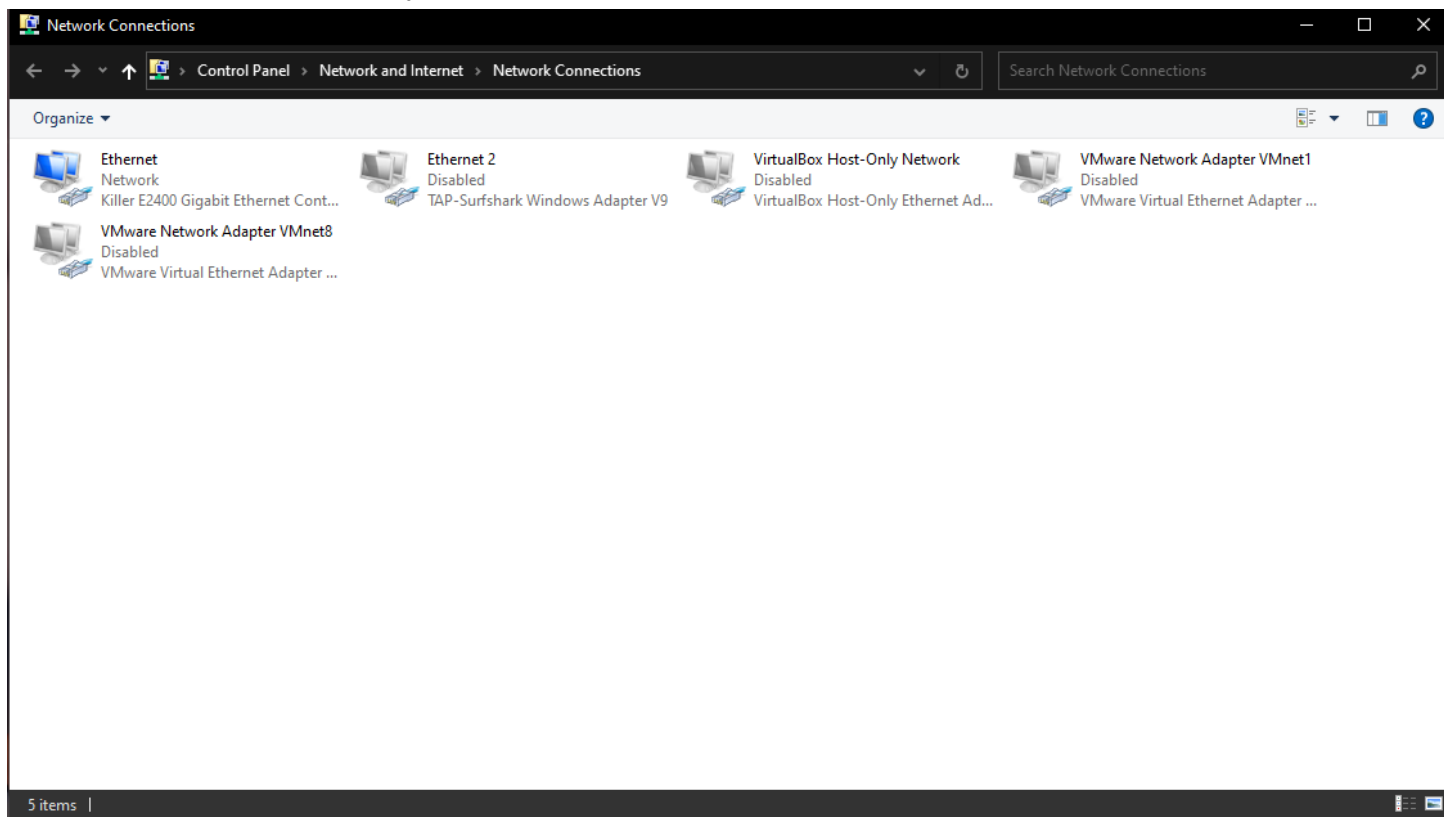 Network Connections
Control Panel > Network and Internet > Network Connections
Search Network Connections
Organize
Ethernet
Network
Killer E2400 Gigabit Ethernet Cont...
Ethernet 2
Disabled
TAP-Surfshark Windows Adapter V9
VirtualBox Host-Only Network
Disabled
VirtualBox Host-Only Ethernet Ad...
VMware Network Adapter VMnet1
Disabled
VMware Virtual Ethernet Adapter ...
VMware Network Adapter VMnet8
Disabled
VMware Virtual Ethernet Adapter ...
5 items